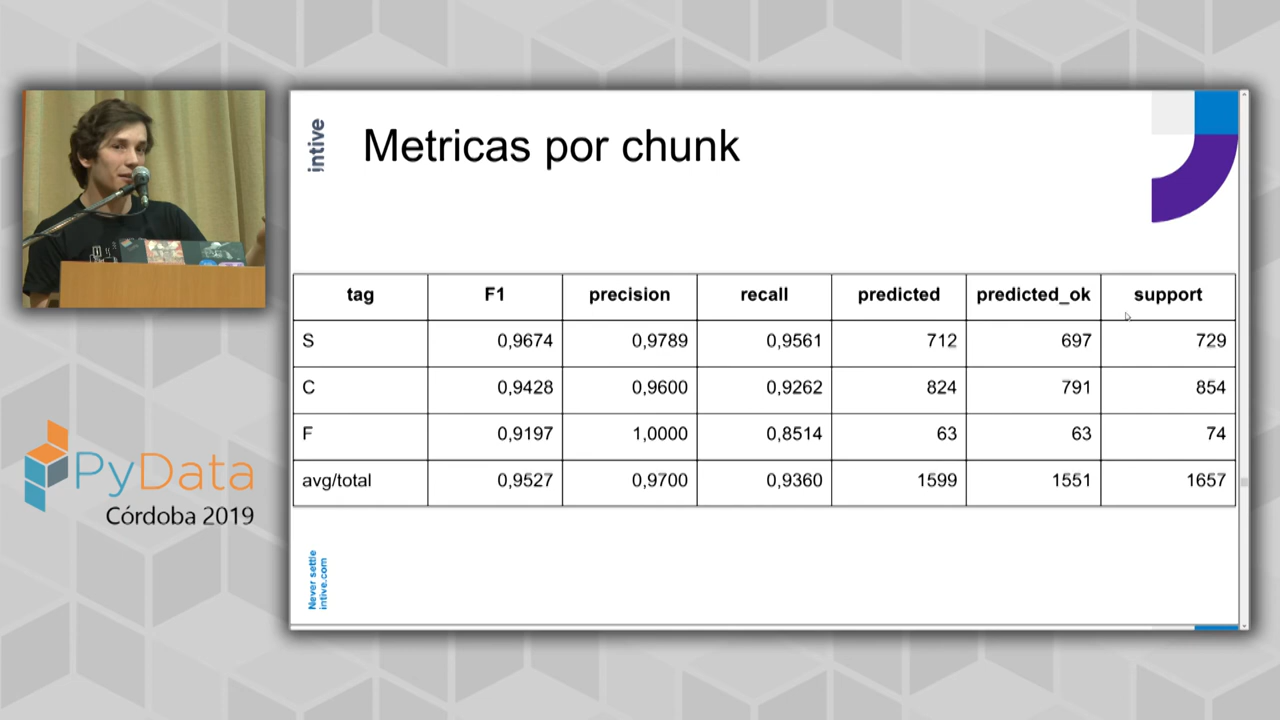 intive
Metricas por chunk
tag F1 precision recall predicted predicted_ok support
S 0,9674 0,9789 0,9561 712 697 729
C 0,9428 0,9600 0,9262 824 791 854
F 0,9197 1,0000 0,8514 63 63 74
avg/total 0,9527 0,9700 0,9360 1599 1551 1657
PyData
Córdoba 2019
Never settle
intive.com